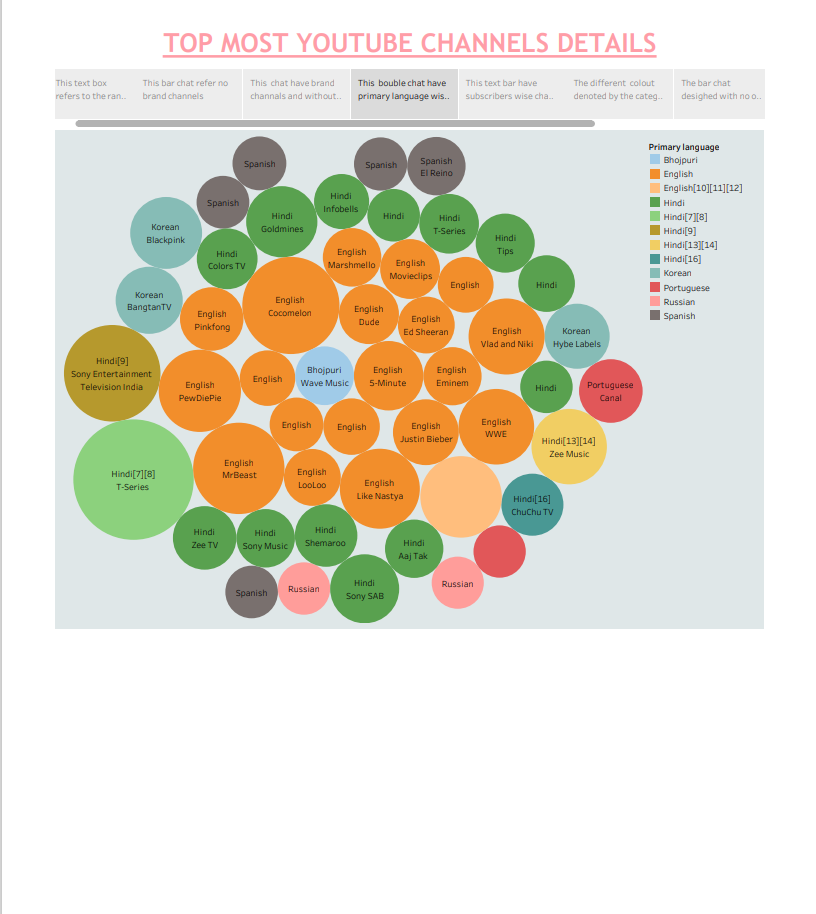 TOP MOST YOUTUBE CHANNELS DETAILS
This text box
refers to the ran..
This bar chat refer no
brand channels
This chat have brand
channals and without..
This bouble chat have
primary language wis..
This text bar have
subscribers wise cha..
The different colout
denoted by the categ..
The bar chat
desighed with no o..
Primary language
Bhojpuri
English
English[10][11][12]
Hindi
Hindi[7][8]
Hindi[9]
Hindi[13][14]
Hindi[16]
Korean
Portuguese
Russian
Spanish
Spanish
Spanish
Spanish
El Reino
Spanish
Korean
Blackpink
Hindi
Goldmines
Hindi
Infobells
Hindi
Hindi
T-Series
Hindi
Tips
Hindi
Colors TV
English
Marshmello
English
Movieclips
English
Hindi
Korean
BangtanTV
English
Pinkfong
English
Cocomelon
English
Dude
English
Ed Sheeran
English
Vlad and Niki
Korean
Hybe Labels
Hindi[9]
Sony Entertainment
Television India
English
PewDiePie
English
Bhojpuri
Wave Music
English
5-Minute
English
Eminem
Hindi
Portuguese
Canal
English
English
English
Justin Bieber
English
WWE
Hindi[13][14]
Zee Music
Hindi[7][8]
T-Series
English
MrBeast
English
LooLoo
English
Like Nastya
Hindi[16]
ChuChu TV
Hindi
Zee TV
Hindi
Sony Music
Hindi
Shemaroo
Hindi
Aaj Tak
Spanish
Russian
Hindi
Sony SAB
Russian